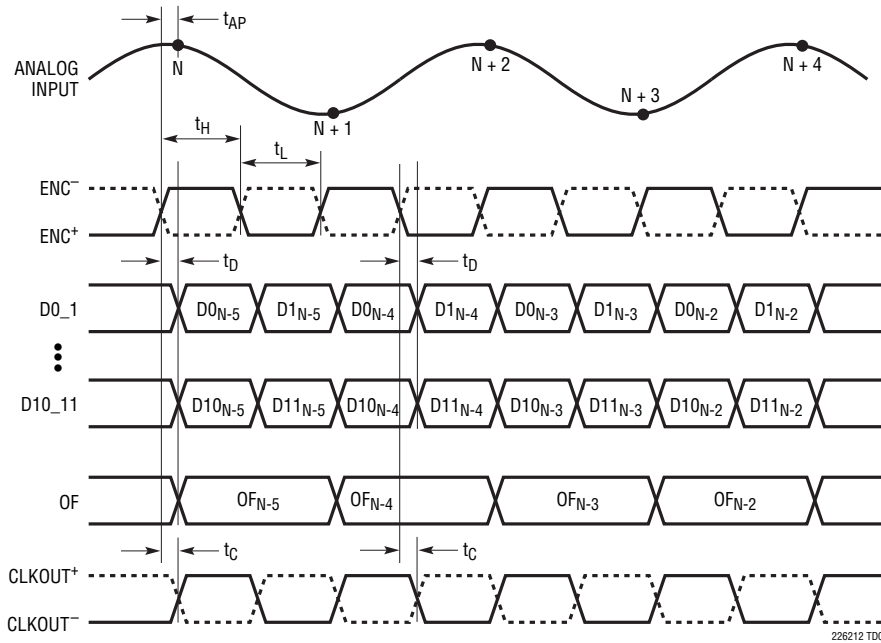 tAP
ANALOG
INPUT
N
N + 1
N + 2
N + 3
N + 4
tH
tL
ENC–
ENC+
tD
tD
D0_1
D0N-5
D1N-5
D0N-4
D1N-4
D0N-3
D1N-3
D0N-2
D1N-2
D10_11
D10N-5
D11N-5
D10N-4
D11N-4
D10N-3
D11N-3
D10N-2
D11N-2
OF
OFN-5
OFN-4
OFN-3
OFN-2
tC
tC
CLKOUT+
CLKOUT–